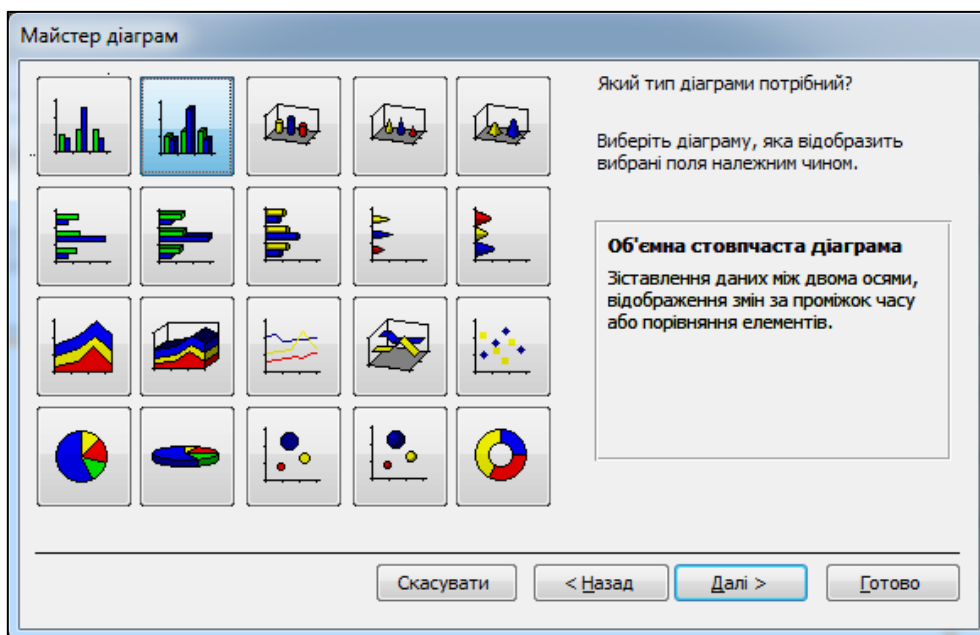 Майстер діаграм
Який тип діаграми потрібний?
Виберіть діаграму, яка відобразить
вибрані поля належним чином.
Об'ємна стовпчаста діаграма
Зіставлення даних між двома осями,
відображення змін за проміжок часу
або порівняння елементів.
Скасувати
< Назад
Далі >
Готово